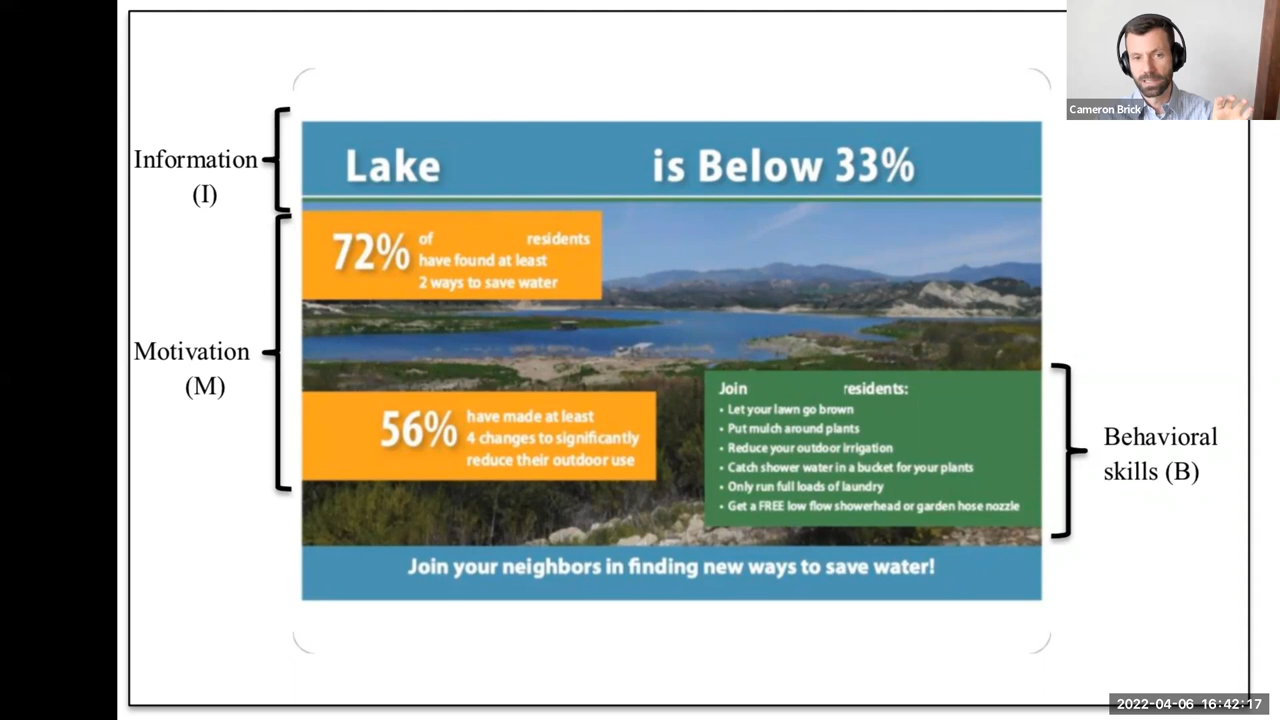 Cameron Brick
Information
(I)
Lake is Below 33%
72% of residents
have found at least
2 ways to save water
Motivation
(M)
56% have made at least
4 changes to significantly
reduce their outdoor use
Join residents:
• Let your lawn go brown
• Put mulch around plants
• Reduce your outdoor irrigation
• Catch shower water in a bucket for your plants
• Only run full loads of laundry
• Get a FREE low flow showerhead or garden hose nozzle
Behavioral
skills (B)
Join your neighbors in finding new ways to save water!
2022-04-06 16:42:17